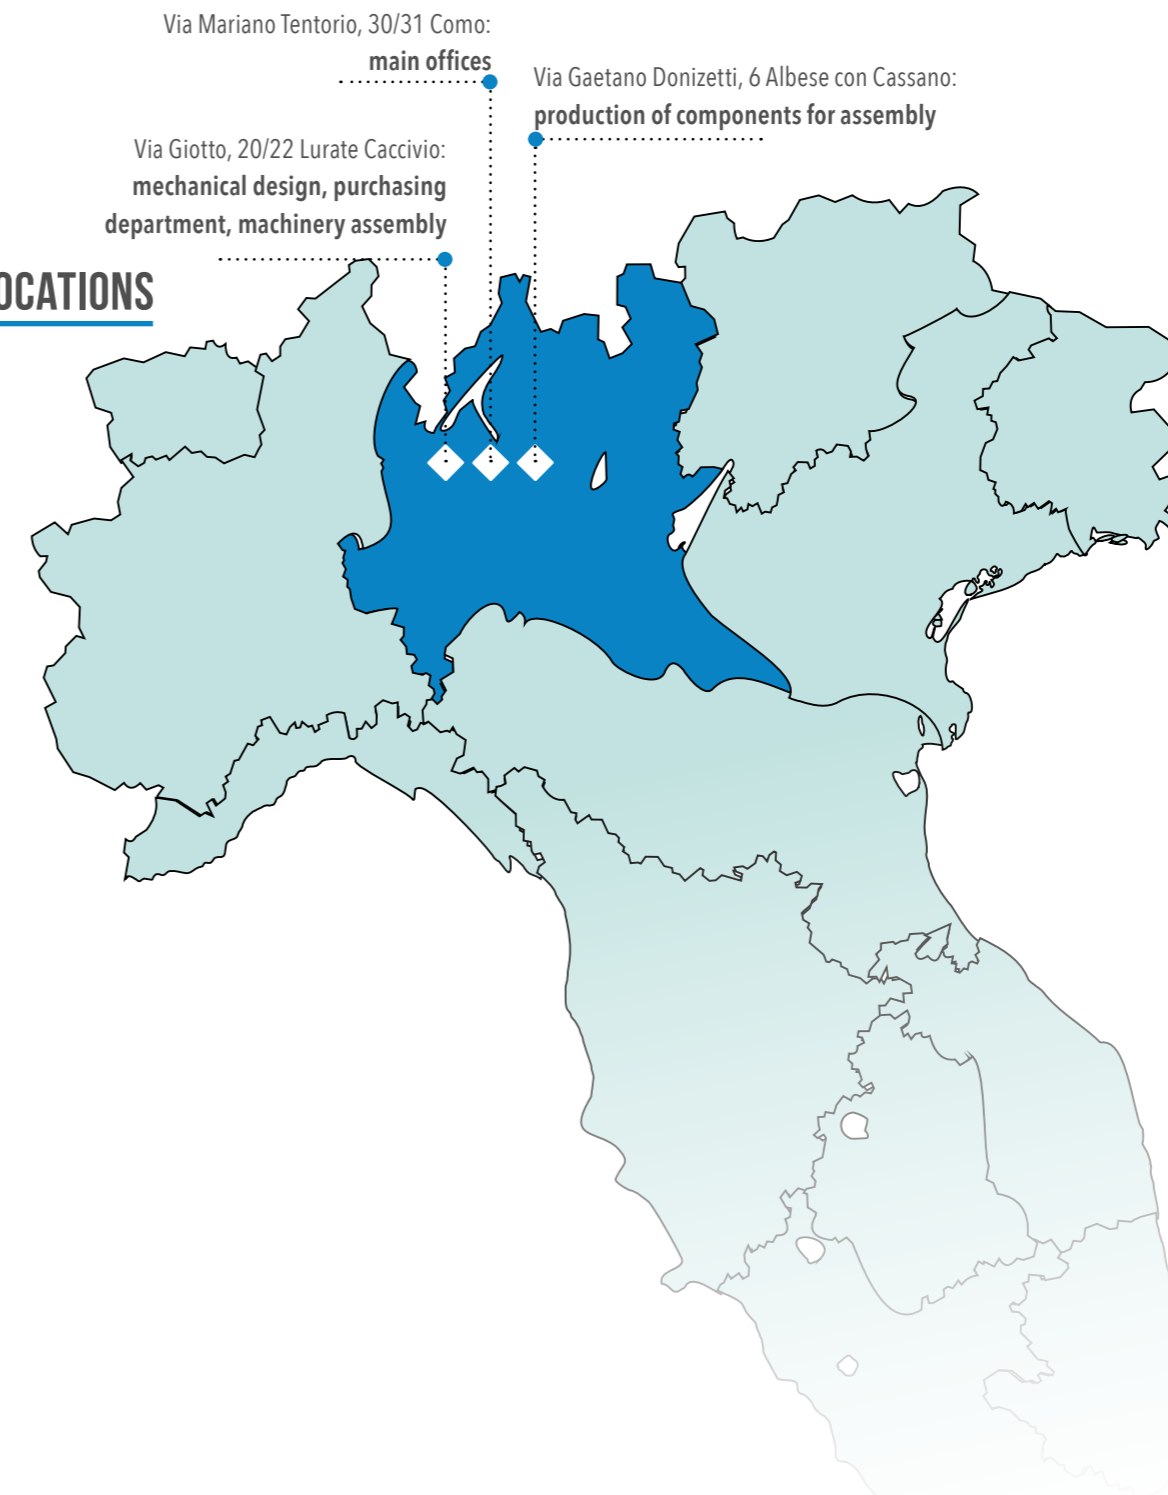 Via Mariano Tentorio, 30/31 Como:
main offices
Via Gaetano Donizetti, 6 Albese con Cassano:
production of components for assembly
Via Giotto, 20/22 Lurate Caccivio:
mechanical design, purchasing
department, machinery assembly
OCATIONS